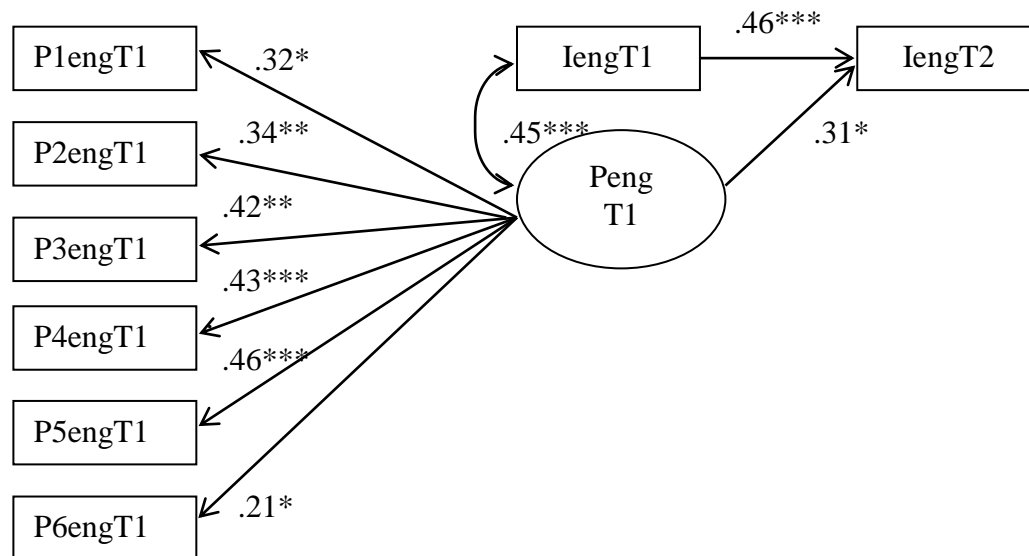 P1engT1
.32*
IengT1
.46***
IengT2
P2engT1
.34**
.45***
Peng
T1
.31*
P3engT1
.42**
P4engT1
.43***
P5engT1
.46***
P6engT1
.21*